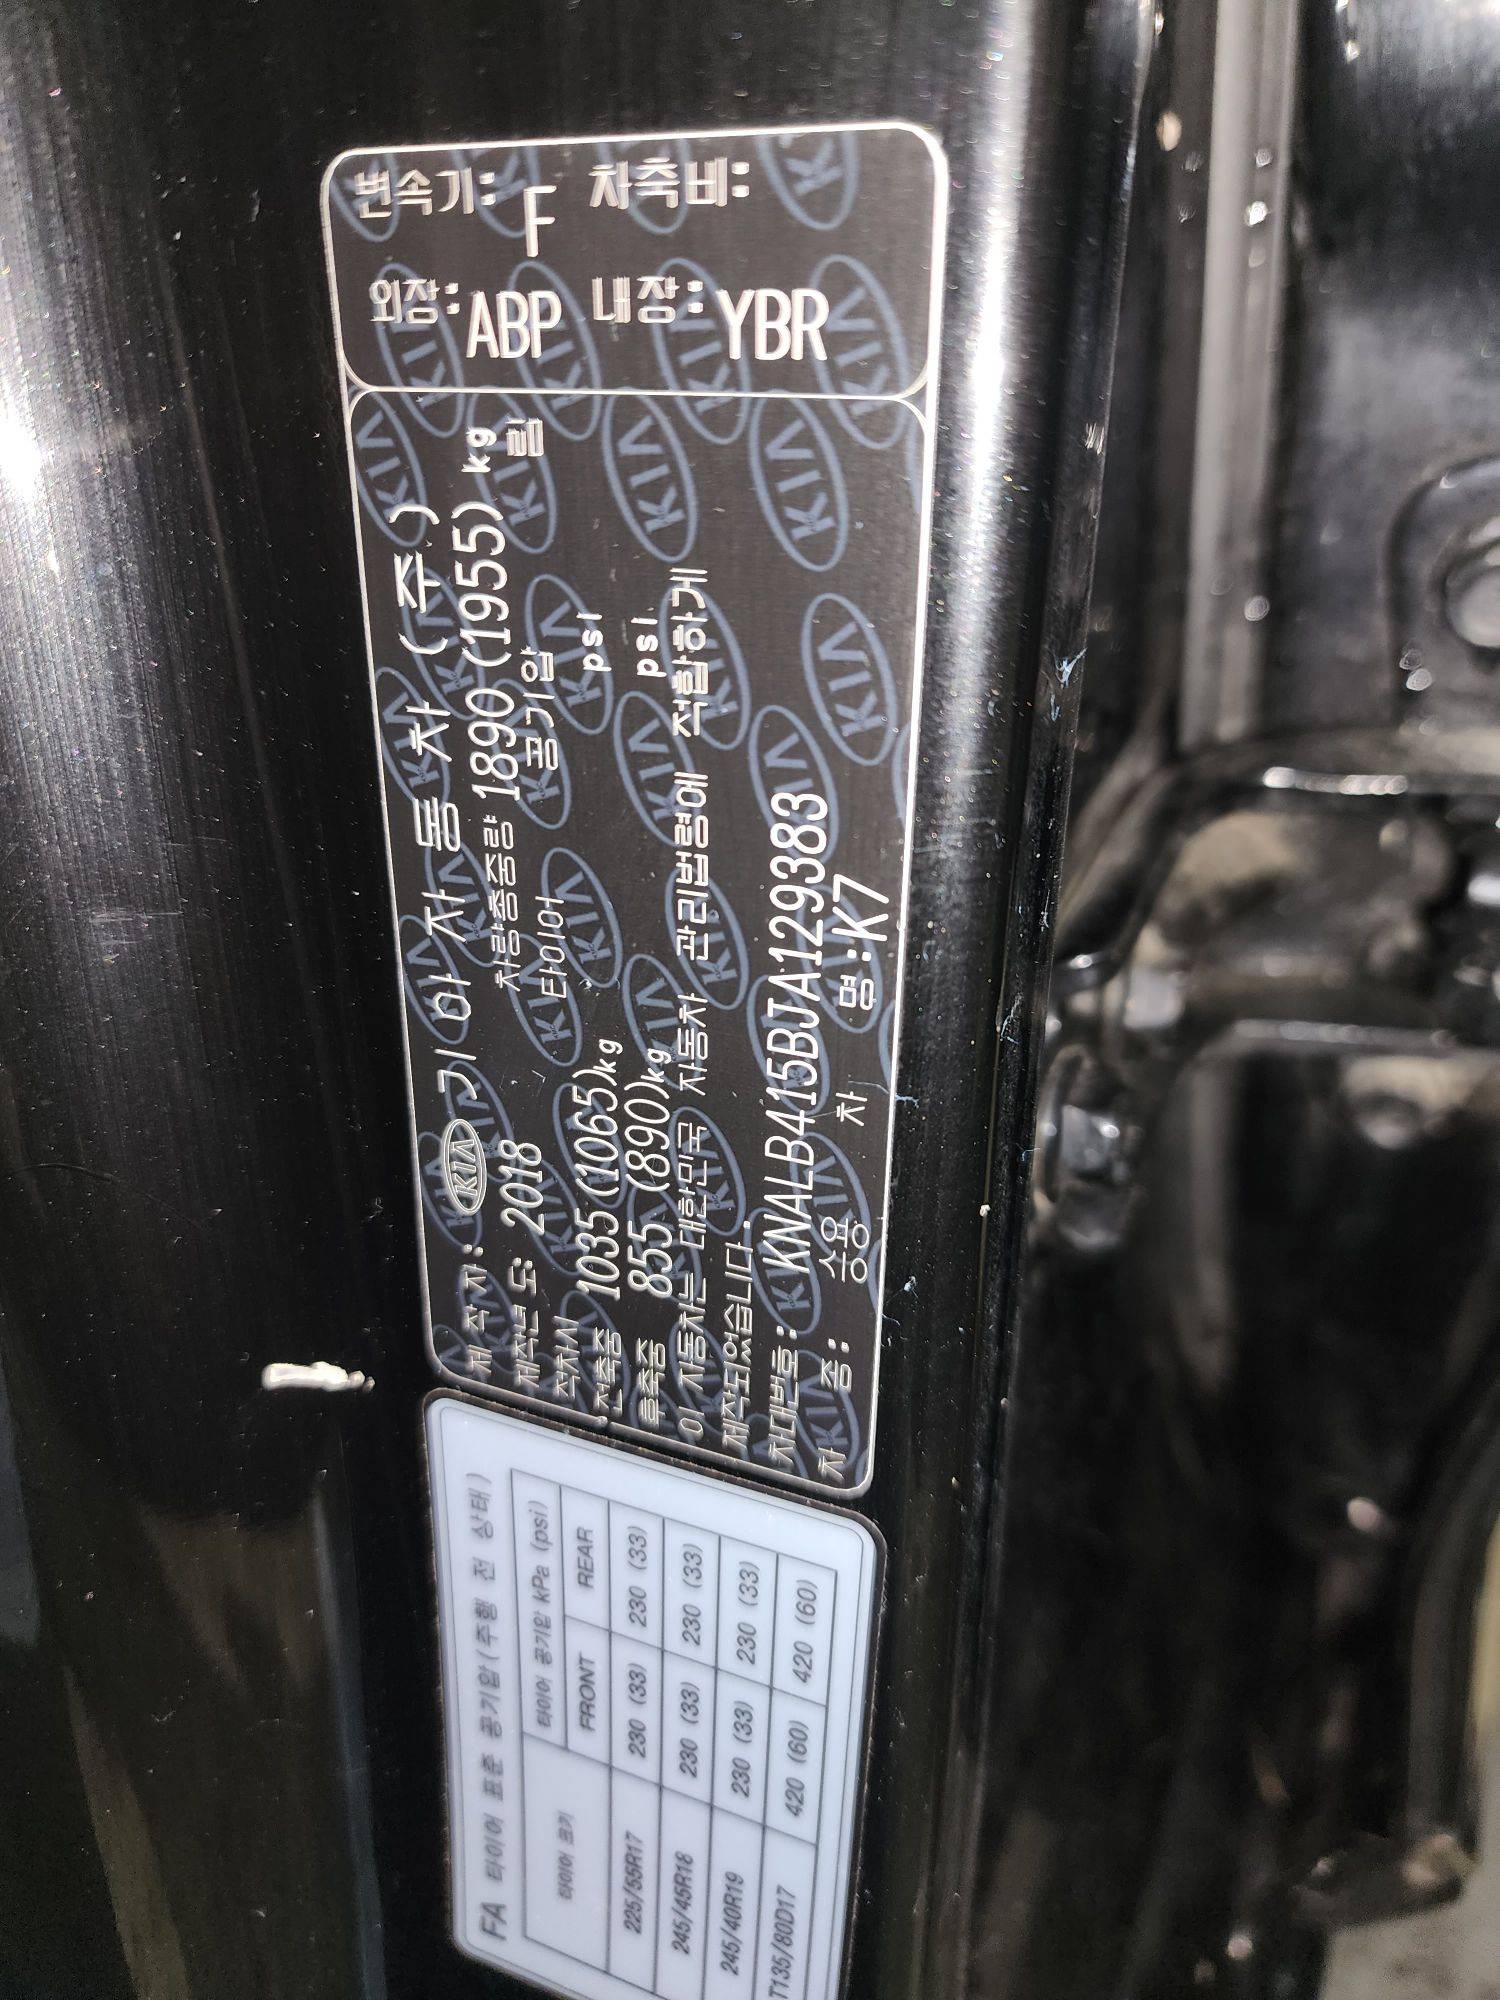 제 작 자: KIA 기 아 자 동 차 (주)
제작년도: 2018 차량총중량 1890(1955) kg
적차시 타이어 공기압 림
전축중 1035(1065)kg psi
후축중 855 (890)kg psi
이 자동차는 대한민국 자동차 관리법령에 적합하게
제작되었습니다.
차대번호: KNALB415BJA129383
차 종: 승용 차 명:K7
변속기: F 차축비:
외장: ABP 내장: YBR
FA 타이어 표준 공기압(주행 전 상태)
타이어 크기 타이어 공기압 kPa (psi)
FRONT REAR
225/55R17 230 (33) 230 (33)
245/45R18 230 (33) 230 (33)
245/40R19 230 (33) 230 (33)
T135/80D17 420 (60) 420 (60)